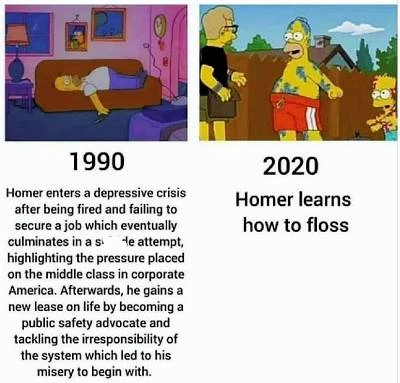 1990
Homer enters a depressive crisis
after being fired and failing to
secure a job which eventually
culminates in a attempt,
highlighting the pressure placed
on the middle class in corporate
America. Afterwards, he gains a
new lease on life by becoming a
public safety advocate and
tackling the irresponsibility of
the system which led to his
misery to begin with.
2020
Homer learns
how to floss